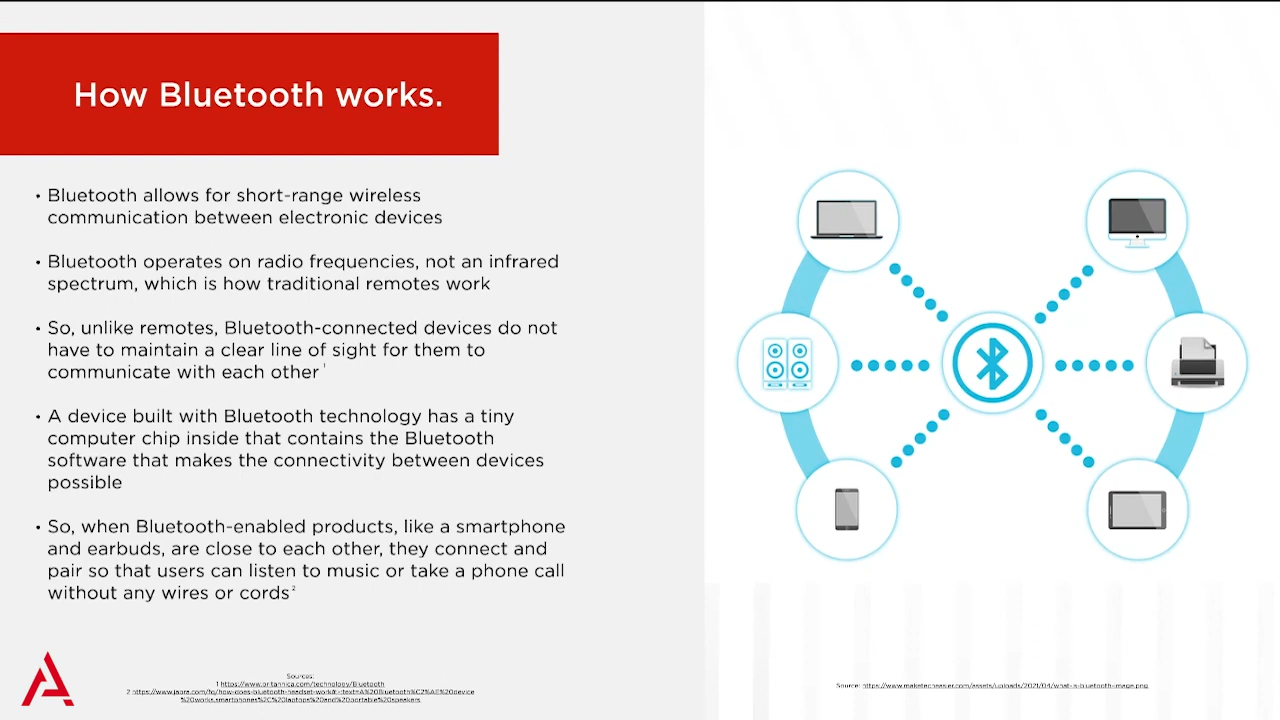 How Bluetooth works.
• Bluetooth allows for short-range wireless
communication between electronic devices
• Bluetooth operates on radio frequencies, not an infrared
spectrum, which is how traditional remotes work
• So, unlike remotes, Bluetooth-connected devices do not
have to maintain a clear line of sight for them to
communicate with each other 1
• A device built with Bluetooth technology has a tiny
computer chip inside that contains the Bluetooth
software that makes the connectivity between devices
possible
• So, when Bluetooth-enabled products, like a smartphone
and earbuds, are close to each other, they connect and
pair so that users can listen to music or take a phone call
without any wires or cords 2
Sources:
1 https://www.britannica.com/technology/Bluetooth
2 https://www.jabra.com/hq/how-does-bluetooth-headset-work#:~:text=A%20Bluetooth%C2%AE%20device
%20works,smartphones%2C%20laptops%20and%20portable%20speakers.
Source: https://www.maketecheasier.com/assets/uploads/2021/04/what-is-bluetooth-image.png